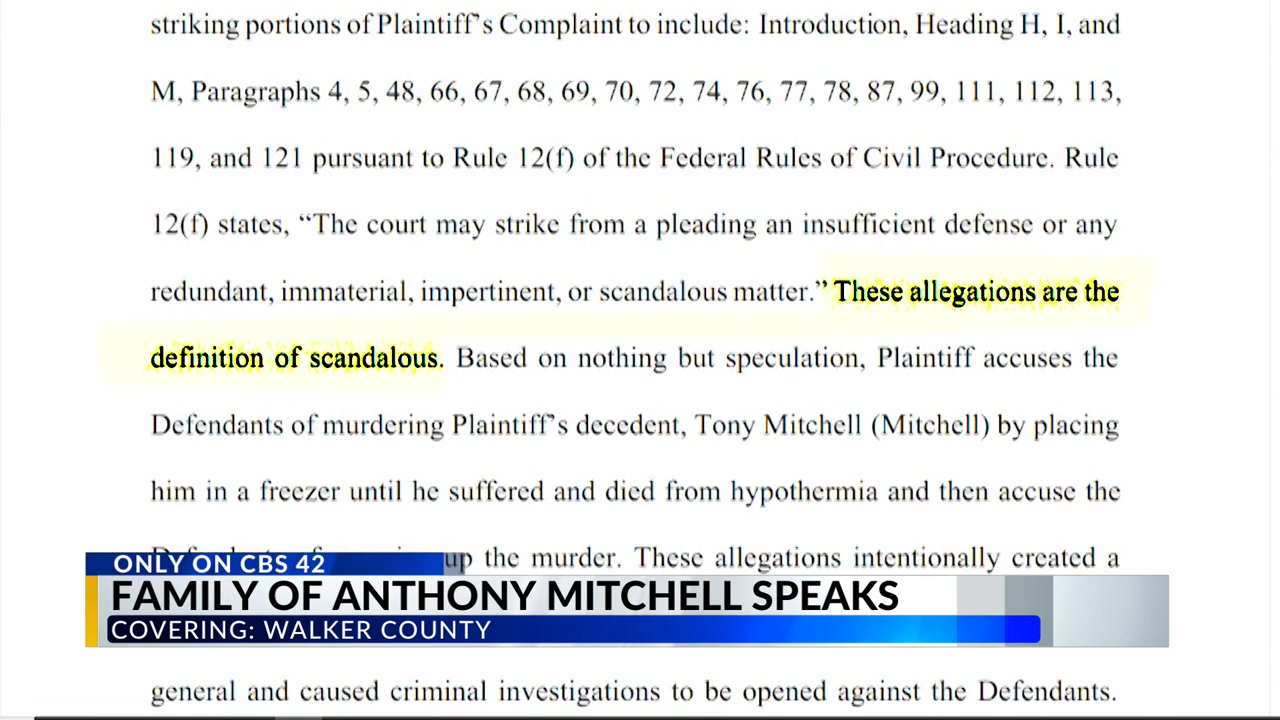 striking portions of Plaintiff's Complaint to include: Introduction, Heading H, I, and
M, Paragraphs 4, 5, 48, 66, 67, 68, 69, 70, 72, 74, 76, 77, 78, 87, 99, 111, 112, 113,
119, and 121 pursuant to Rule 12(f) of the Federal Rules of Civil Procedure. Rule
12(f) states, “The court may strike from a pleading an insufficient defense or any
redundant, immaterial, impertinent, or scandalous matter.” These allegations are the
definition of scandalous. Based on nothing but speculation, Plaintiff accuses the
Defendants of murdering Plaintiff's decedent, Tony Mitchell (Mitchell) by placing
him in a freezer until he suffered and died from hypothermia and then accuse the
up the murder. These allegations intentionally created a
ONLY ON CBS 42
FAMILY OF ANTHONY MITCHELL SPEAKS
COVERING: WALKER COUNTY
general and caused criminal investigations to be opened against the Defendants.